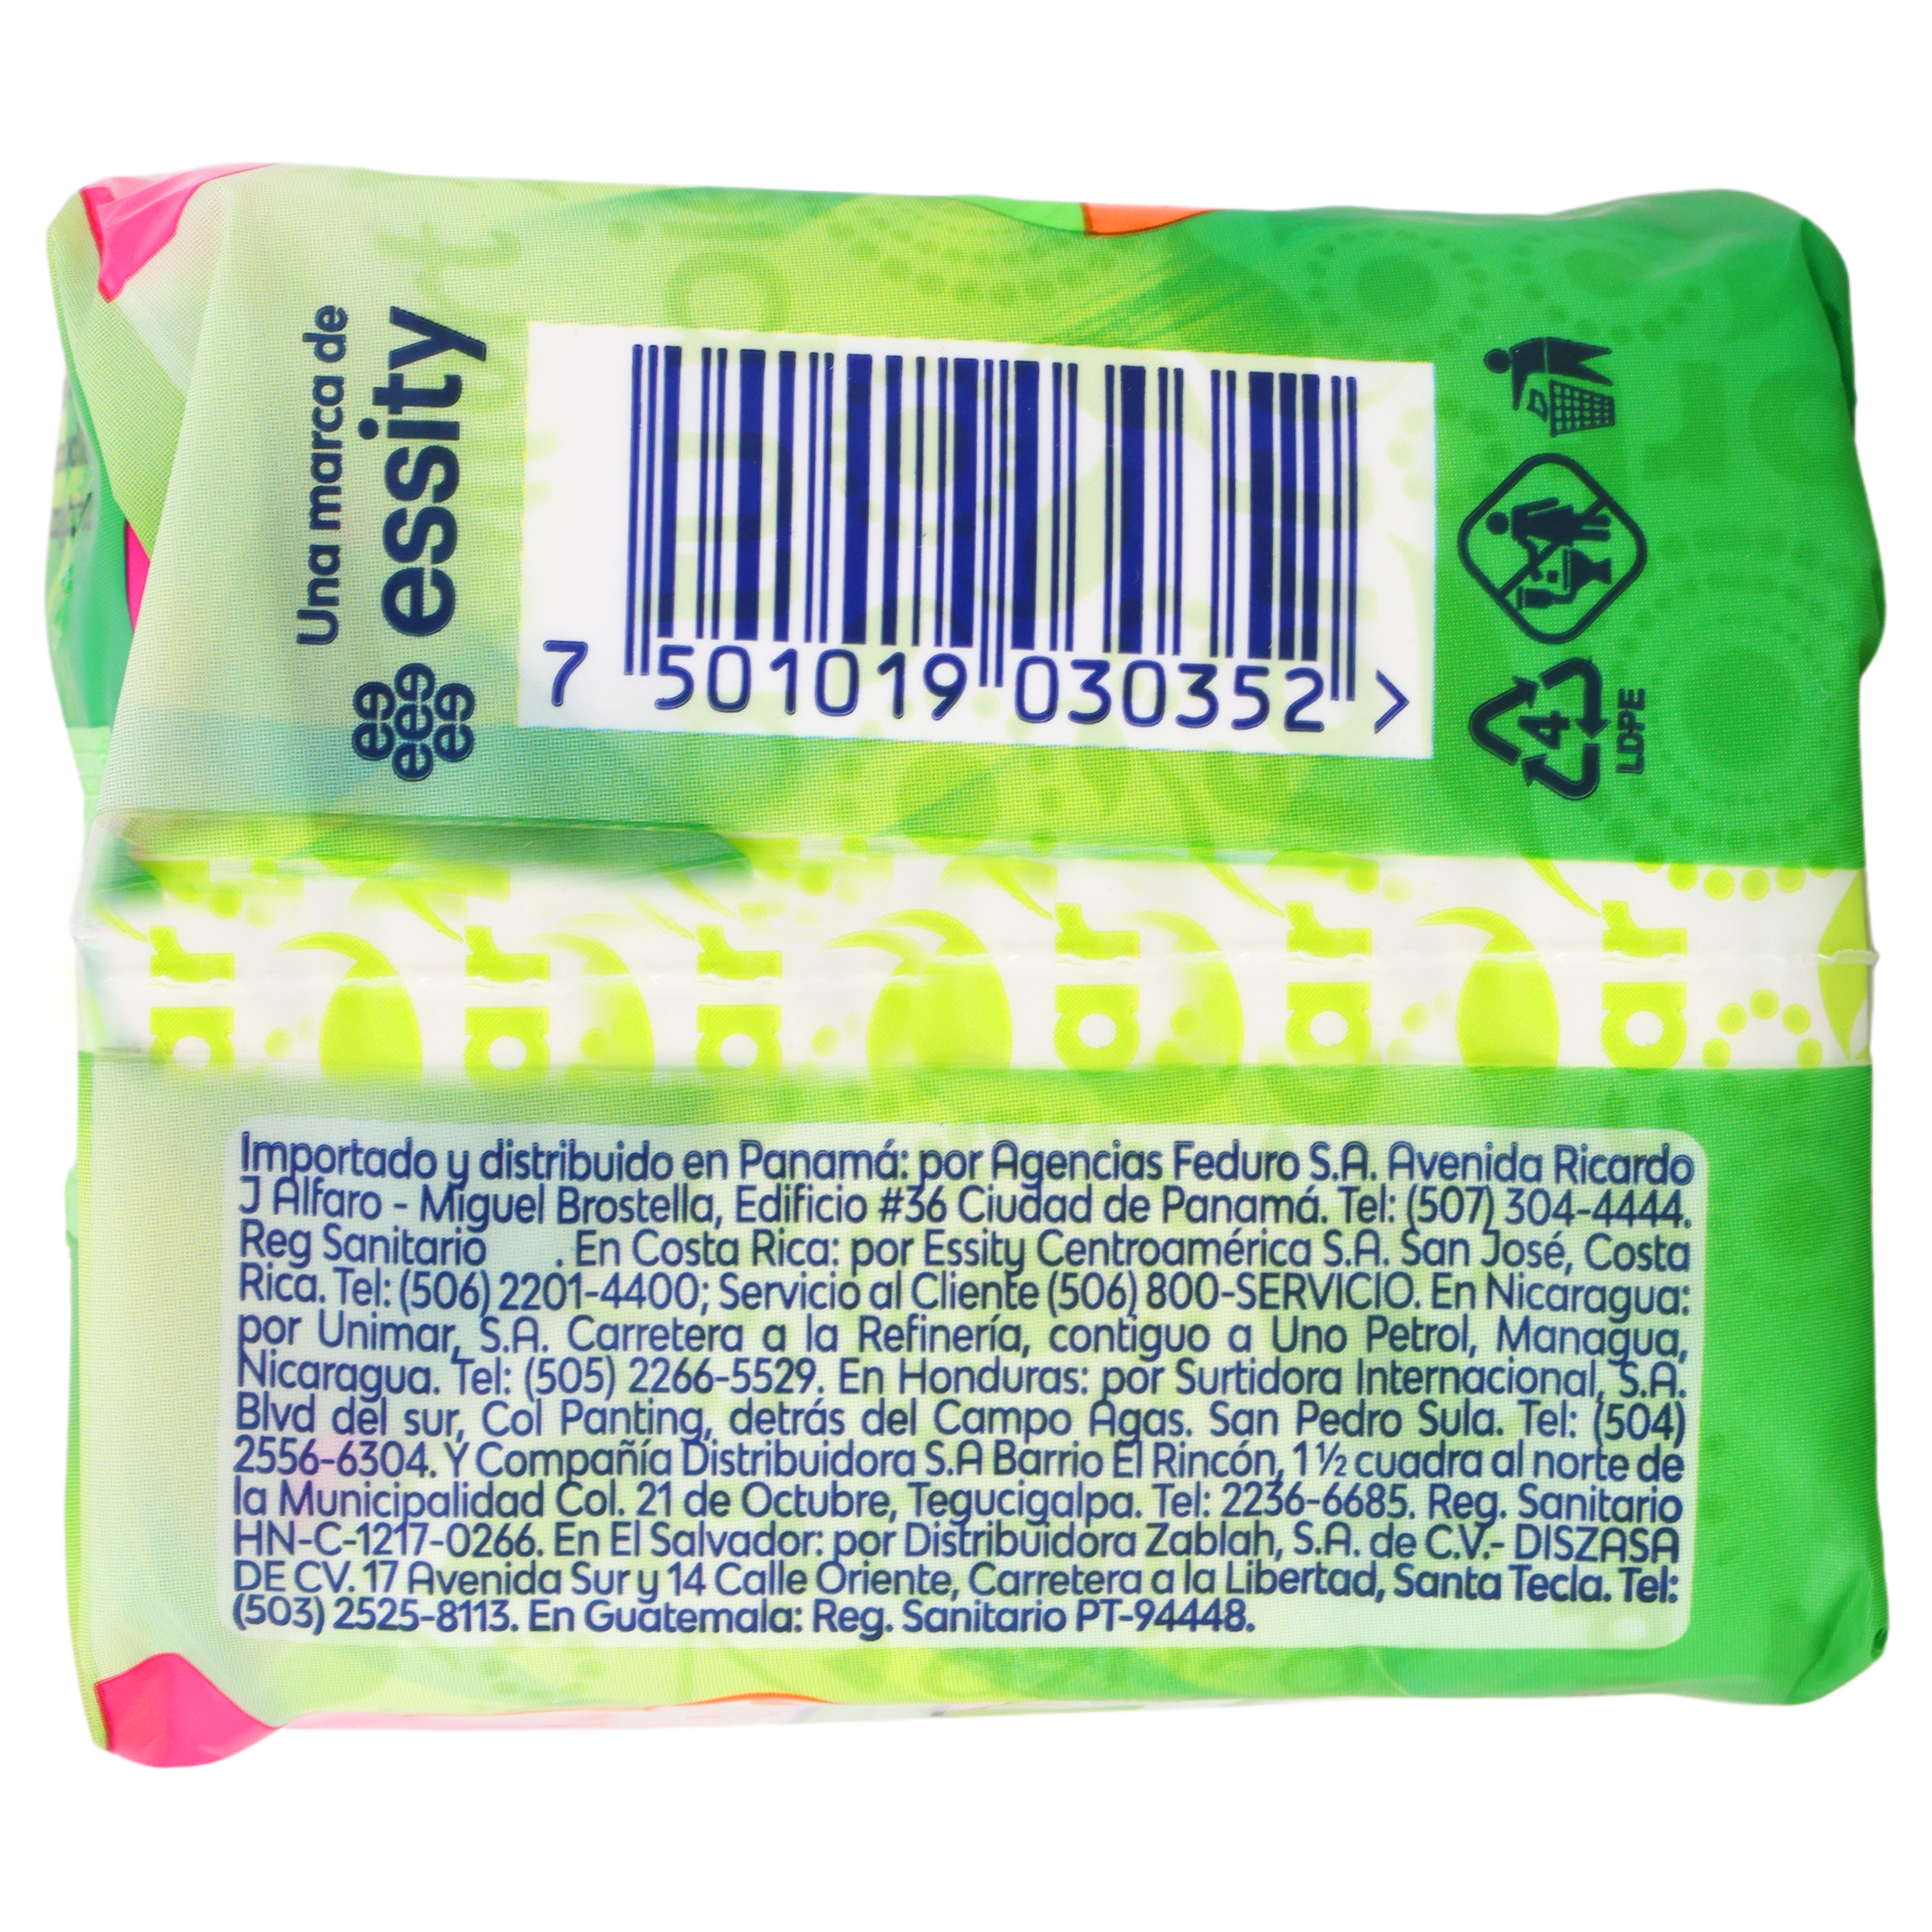 Una marca de
essity
7 501019 030352 >
4
LDPE
ar ar ar ar ar ar
Importado y distribuido en Panamá: por Agencias Feduro S.A. Avenida Ricardo
J Alfaro - Miguel Brostella, Edificio #36 Ciudad de Panamá. Tel: (507) 304-4444.
Reg Sanitario . En Costa Rica: por Essity Centroamérica S.A. San José, Costa
Rica. Tel: (506) 2201-4400; Servicio al Cliente (506) 800-SERVICIO. En Nicaragua:
por Unimar, S.A. Carretera a la Refinería, contiguo a Uno Petrol, Managua,
Nicaragua. Tel: (505) 2266-5529. En Honduras: por Surtidora Internacional, S.A.
Blvd del sur, Col Panting, detrás del Campo Agas. San Pedro Sula. Tel: (504)
2556-6304. Y Compañía Distribuidora S.A Barrio El Rincón, 1 ½ cuadra al norte de
la Municipalidad Col. 21 de Octubre, Tegucigalpa. Tel: 2236-6685. Reg. Sanitario
HN-C-1217-0266. En El Salvador: por Distribuidora Zablah, S.A. de C.V.- DISZASA
DE CV. 17 Avenida Sur y 14 Calle Oriente, Carretera a la Libertad, Santa Tecla. Tel:
(503) 2525-8113. En Guatemala: Reg. Sanitario PT-94448.